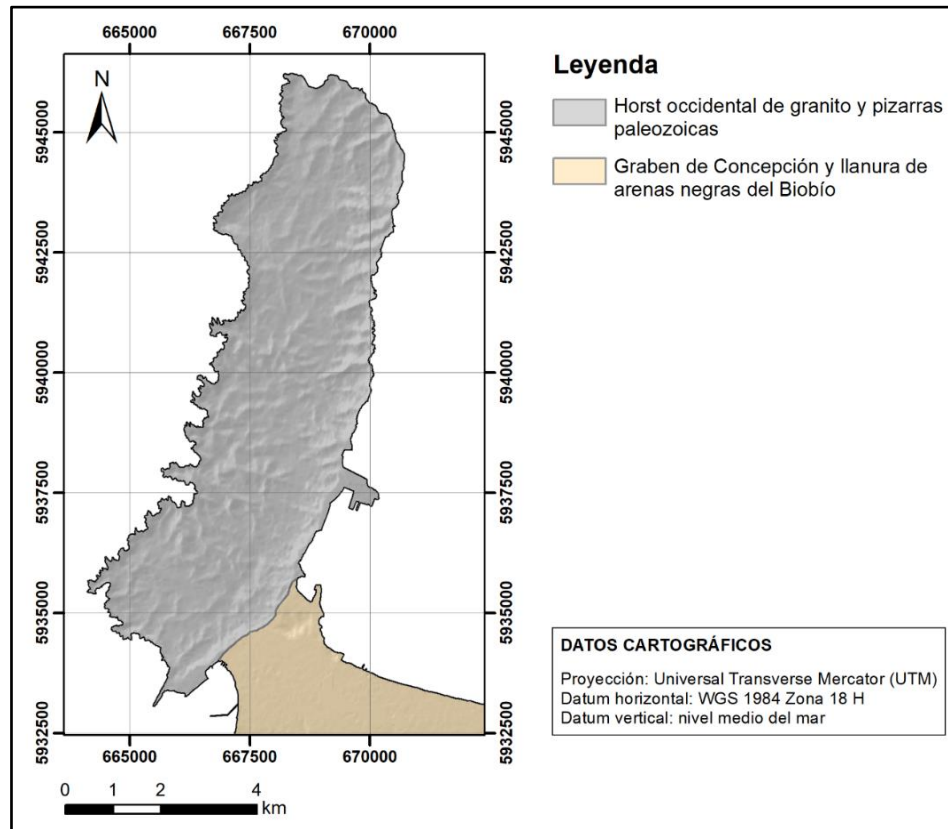 665000 667500 670000
N
5945000
5942500
5940000
5937500
5935000
5932500
5945000
5942500
5940000
5937500
5935000
5932500
665000 667500 670000
0 1 2 4
km
Leyenda
Horst occidental de granito y pizarras
paleozoicas
Graben de Concepción y llanura de
arenas negras del Biobío
DATOS CARTOGRÁFICOS
Proyección: Universal Transverse Mercator (UTM)
Datum horizontal: WGS 1984 Zona 18 H
Datum vertical: nivel medio del mar